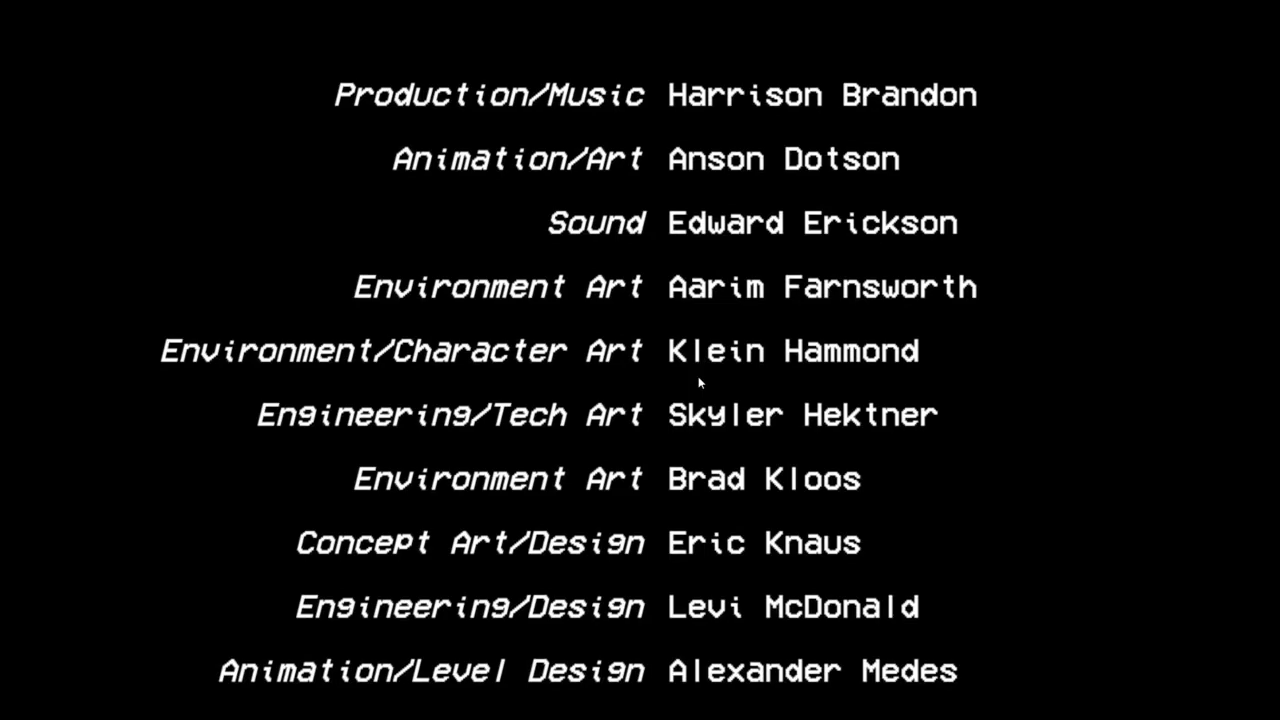 Production/Music Harrison Brandon
Animation/Art Anson Dotson
Sound Edward Erickson
Environment Art Aarim Farnsworth
Environment/Character Art Klein Hammond
Engineering/Tech Art Skyler Hektner
Environment Art Brad Kloos
Concept Art/Design Eric Knaus
Engineering/Design Levi McDonald
Animation/Level Design Alexander Medes